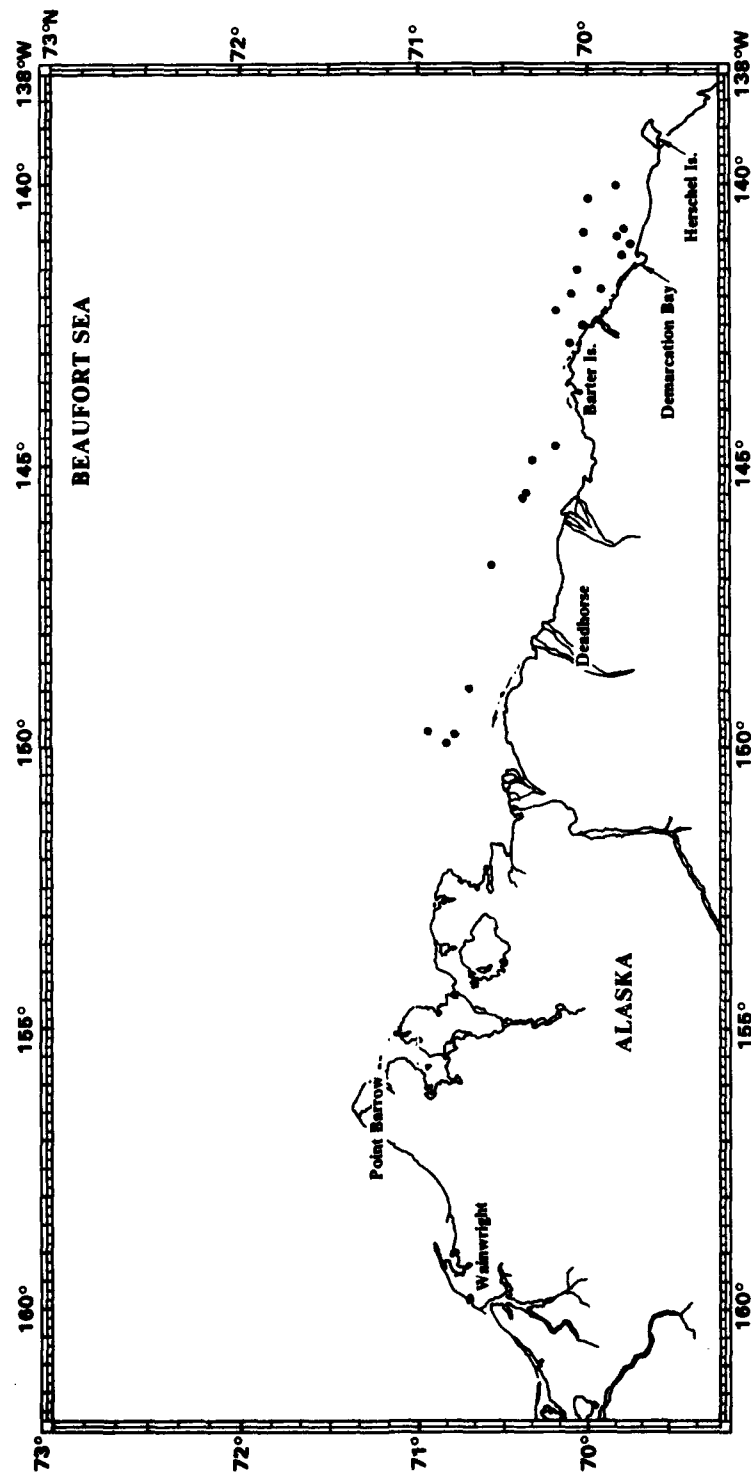 160°
155°
150°
145°
140°
138°W
73°
73°N
72°
72°
71°
71°
70°
70°
BEAUFORT SEA
Point Barrow
Wainwright
ALASKA
Deadhorse
Barter Is.
Demarcation Bay
Herschel Is.
160°
155°
150°
145°
140°
138°W